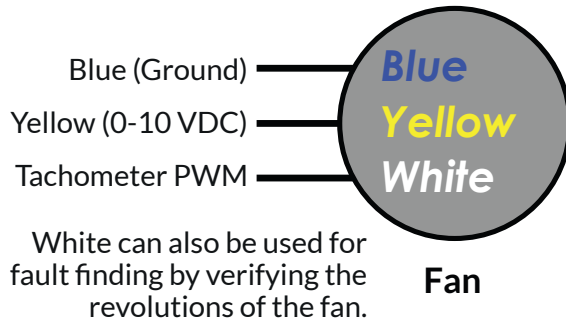 Blue (Ground) Blue
Yellow (0-10 VDC) Yellow
Tachometer PWM White
White can also be used for
fault finding by verifying the
revolutions of the fan.
Fan